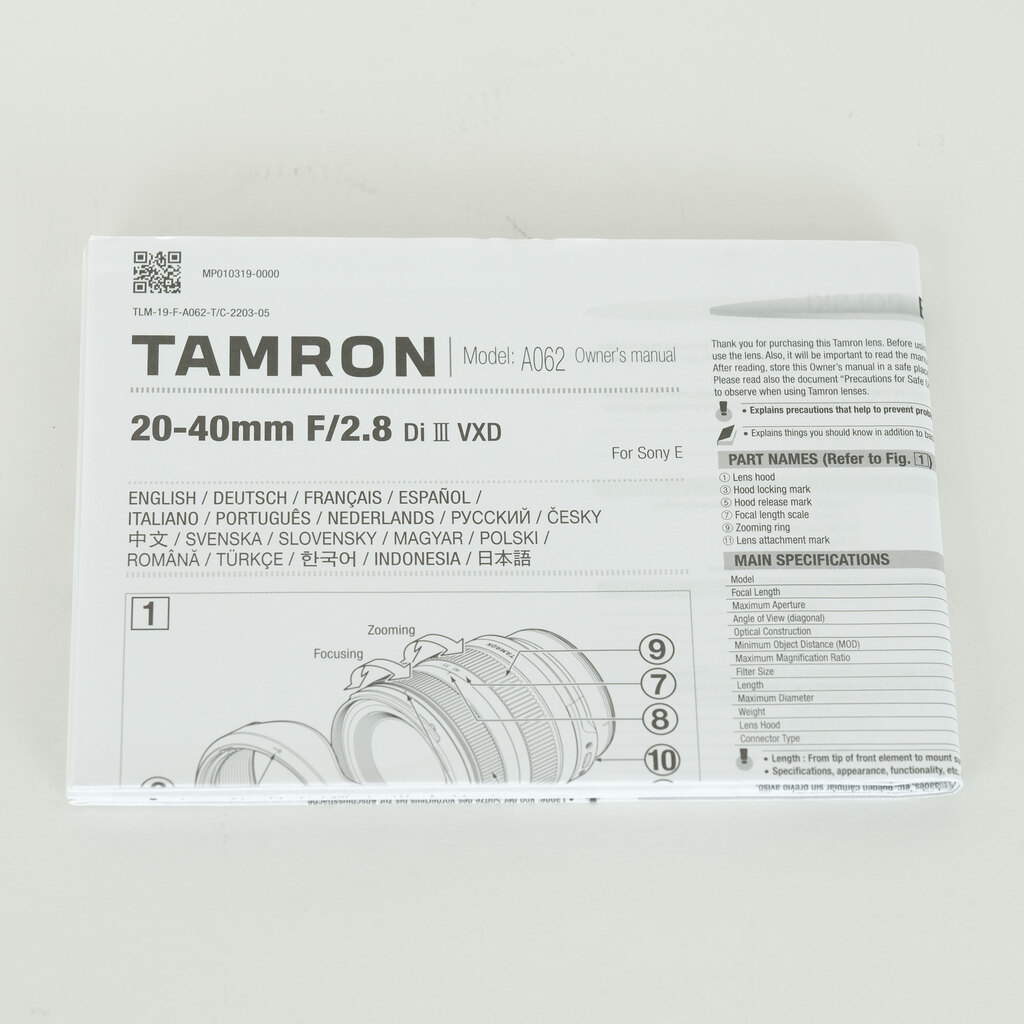 MP010319-0000
TLM-19-F-A062-T/C-2203-05
TAMRON Model: A062 Owner's manual
20-40mm F/2.8 Di III VXD
For Sony E
ENGLISH / DEUTSCH / FRANÇAIS / ESPAÑOL /
ITALIANO / PORTUGUÊS / NEDERLANDS / РУССКИЙ / ČESKY
中文 / SVENSKA / SLOVENSKY / MAGYAR / POLSKI /
ROMÂNĂ / TÜRKÇE / 한국어 / INDONESIA / 日本語
1
Zooming
Focusing
TAMRON
9
7
8
10
Thank you for purchasing this Tamron lens. Before
use the lens. Also, it will be important to read the
After reading, store this Owner's manual in a safe
Please read also the document "Precautions for Safe
to observe when using Tamron lenses.
• Explains precautions that help to prevent
• Explains things you should know in addition to
PART NAMES (Refer to Fig. 1)
① Lens hood
③ Hood locking mark
⑤ Hood release mark
⑦ Focal length scale
⑨ Zooming ring
⑪ Lens attachment mark
MAIN SPECIFICATIONS
Model
Focal Length
Maximum Aperture
Angle of View (diagonal)
Optical Construction
Minimum Object Distance (MOD)
Maximum Magnification Ratio
Filter Size
Length
Maximum Diameter
Weight
Lens Hood
Connector Type
• Length : From tip of front element to mount
• Specifications, appearance, functionality, etc.